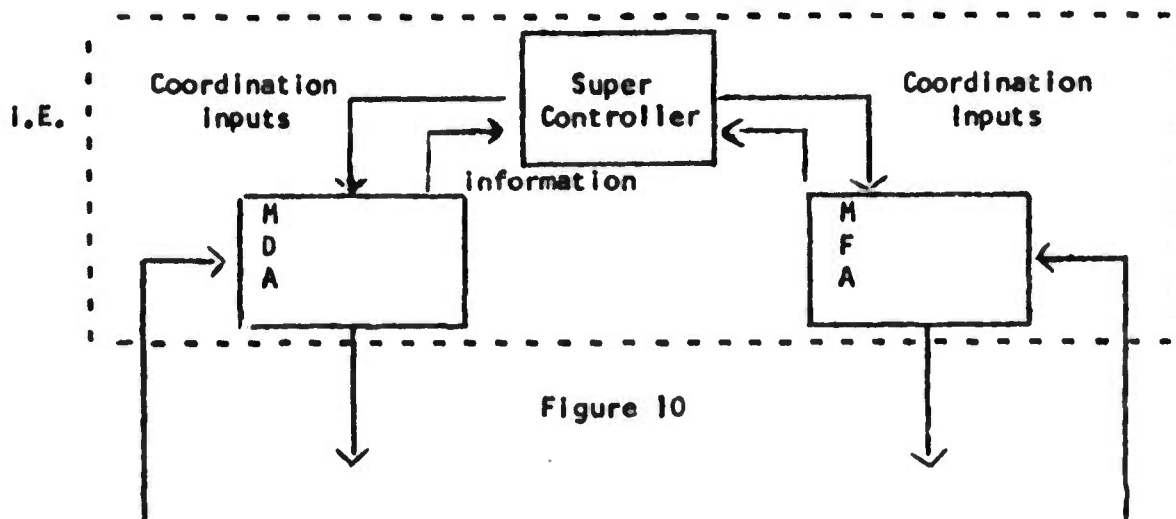 i.E.
Coordination
inputs
Super
Controller
Coordination
Inputs
information
M
D
A
M
F
A
Figure 10